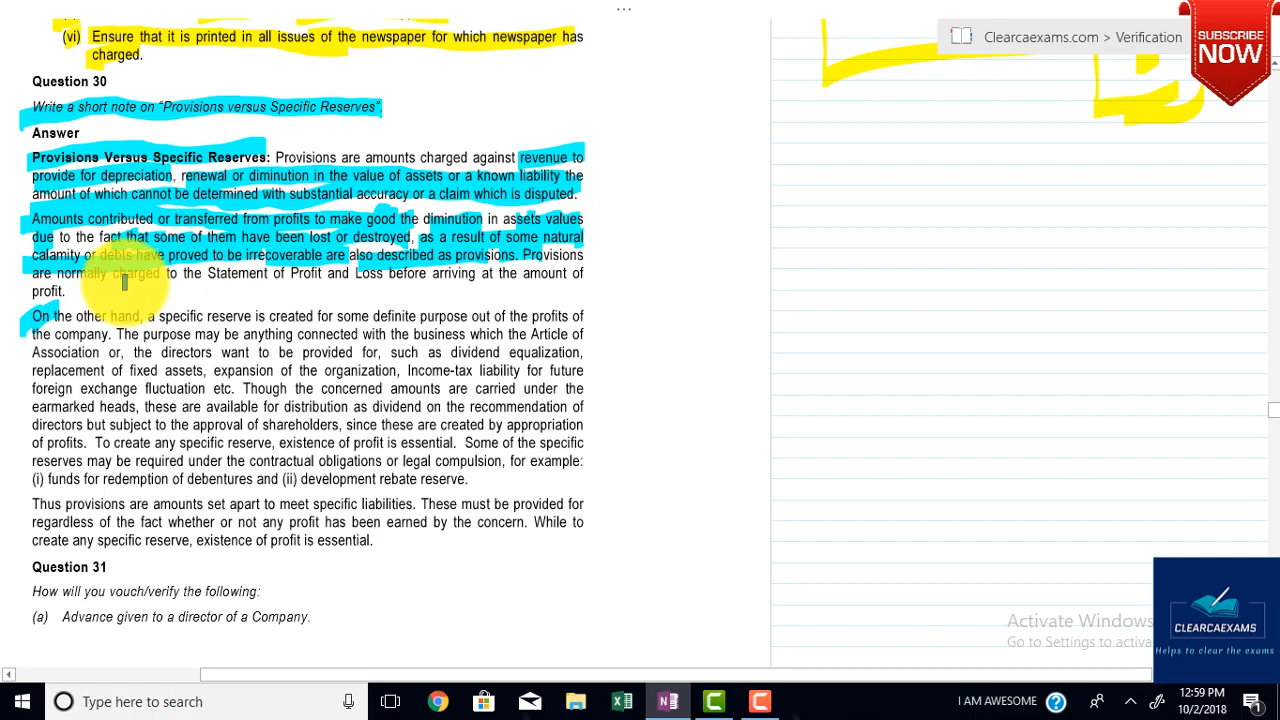 (vi) Ensure that it is printed in all issues of the newspaper for which newspaper has
charged.
Clearcaexams.com > Verification
SUBSCRIBE
NOW
Question 30
Write a short note on “Provisions versus Specific Reserves”.
Answer
Provisions Versus Specific Reserves: Provisions are amounts charged against revenue to
provide for depreciation, renewal or diminution in the value of assets or a known liability the
amount of which cannot be determined with substantial accuracy or a claim which is disputed.
Amounts contributed or transferred from profits to make good the diminution in assets values
due to the fact that some of them have been lost or destroyed, as a result of some natural
calamity or debts have proved to be irrecoverable are also described as provisions. Provisions
are normally charged to the Statement of Profit and Loss before arriving at the amount of
profit.
On the other hand, a specific reserve is created for some definite purpose out of the profits of
the company. The purpose may be anything connected with the business which the Article of
Association or, the directors want to be provided for, such as dividend equalization,
replacement of fixed assets, expansion of the organization, Income-tax liability for future
foreign exchange fluctuation etc. Though the concerned amounts are carried under the
earmarked heads, these are available for distribution as dividend on the recommendation of
directors but subject to the approval of shareholders, since these are created by appropriation
of profits. To create any specific reserve, existence of profit is essential. Some of the specific
reserves may be required under the contractual obligations or legal compulsion, for example:
(i) funds for redemption of debentures and (ii) development rebate reserve.
Thus provisions are amounts set apart to meet specific liabilities. These must be provided for
regardless of the fact whether or not any profit has been earned by the concern. While to
create any specific reserve, existence of profit is essential.
Question 31
How will you vouch/verify the following:
(a) Advance given to a director of a Company.
Activate Windows
Go to Settings to activa
CLEARCAEXAMS
Helps to clear the exams
Type here to search
I AM AWESOME
12:59 PM
10/2/2018
1